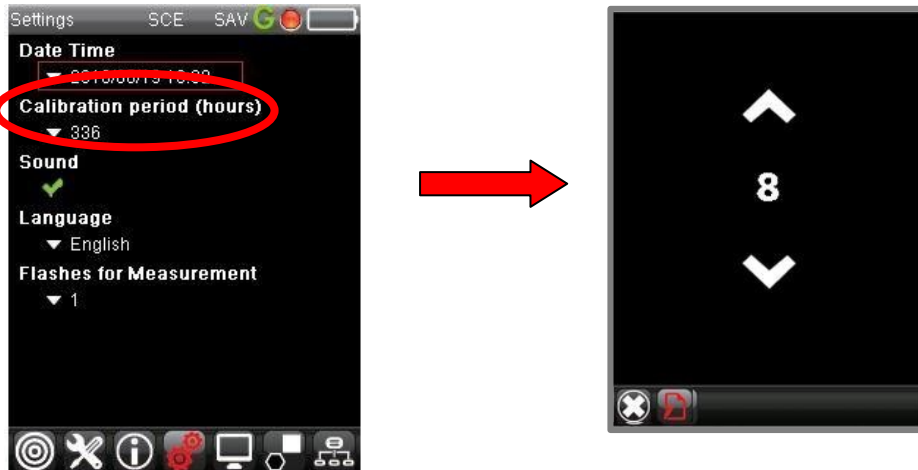 Settings SCE SAV G
Date Time
Calibration period (hours)
336
Sound
Language
English
Flashes for Measurement
1
8